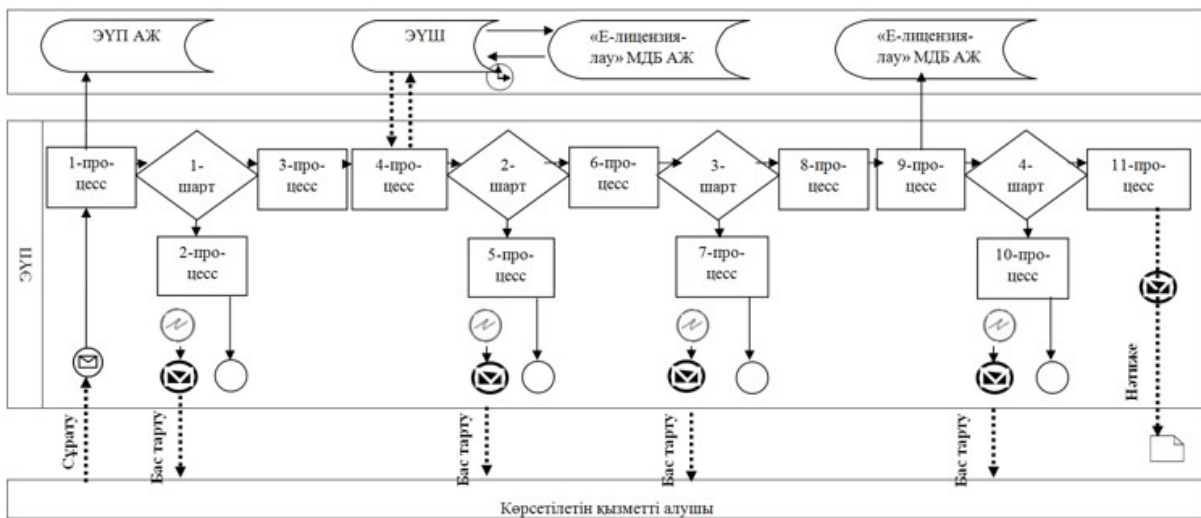 ЭҮП АЖ
ЭҮШ
«Е-лицензия-
лау» МДБ АЖ
«Е-лицензия-
лау» МДБ АЖ
ЭҮП
1-про-
цесс
1-
шарт
3-про-
цесс
4-про-
цесс
2-
шарт
6-про-
цесс
3-
шарт
8-про-
цесс
9-про-
цесс
4-
шарт
11-про-
цесс
2-про-
цесс
5-про-
цесс
7-про-
цесс
10-про-
цесс
Сұрату
Бас тарту
Бас тарту
Бас тарту
Бас тарту
Нәтиже
Көрсетілетін қызметті алушы